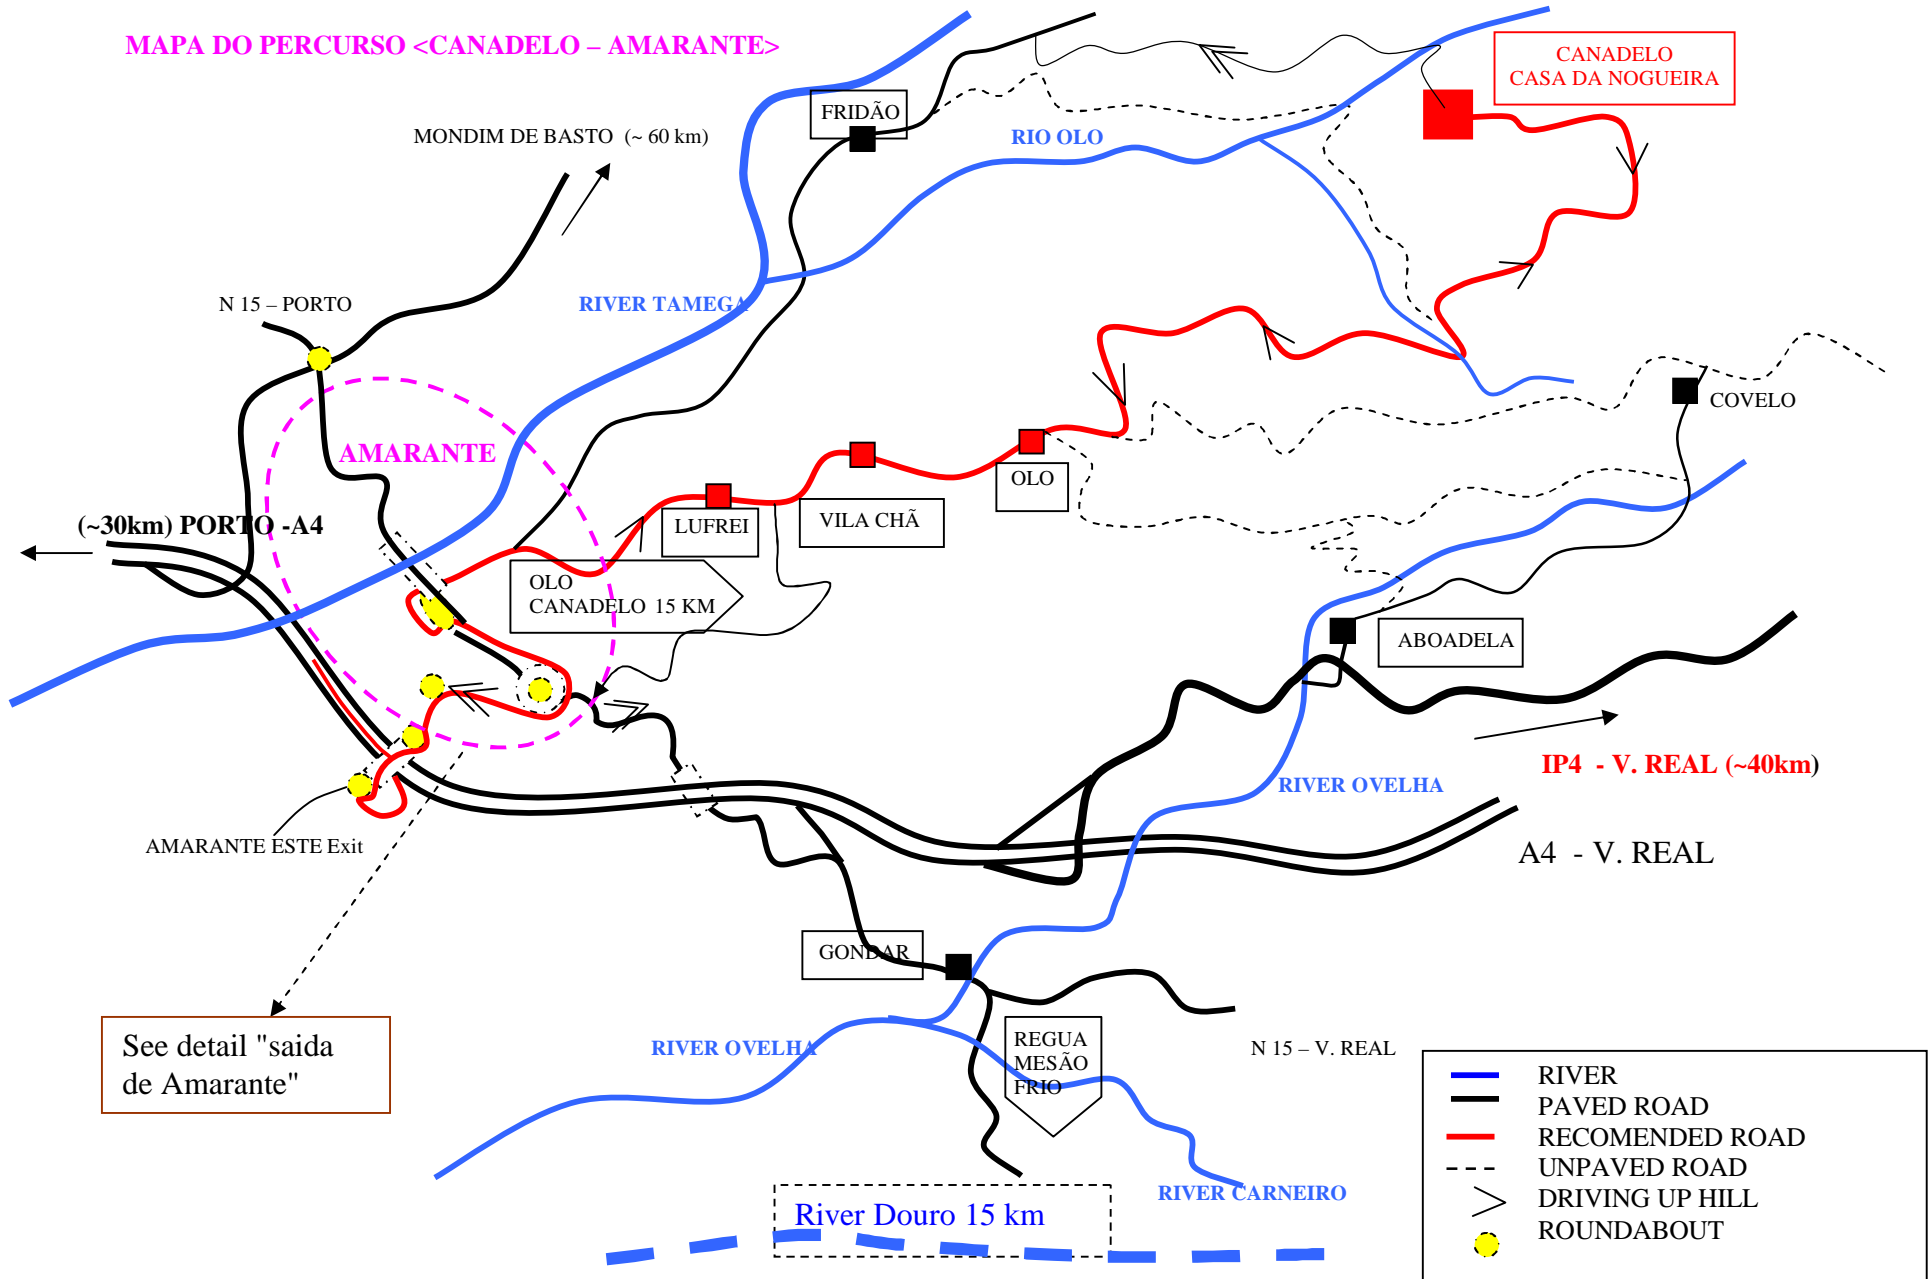 MAPA DO PERCURSO <CANADELO – AMARANTE>
CANADELO
CASA DA NOGUEIRA
FRIDÃO
MONDIM DE BASTO (~ 60 km)
RIO OLO
N 15 – PORTO
RIVER TAMEGA
COVELO
AMARANTE
OLO
(~30km) PORTO -A4
LUFREI
VILA CHÃ
OLO
CANADELO 15 KM
ABOADELA
IP4 - V. REAL (~40km)
RIVER OVELHA
AMARANTE ESTE Exit
A4 - V. REAL
GONDAR
See detail "saida
de Amarante"
RIVER OVELHA
REGUA
MESÃO
FRIO
N 15 – V. REAL
RIVER
PAVED ROAD
RECOMENDED ROAD
UNPAVED ROAD
DRIVING UP HILL
ROUNDABOUT
RIVER CARNEIRO
River Douro 15 km